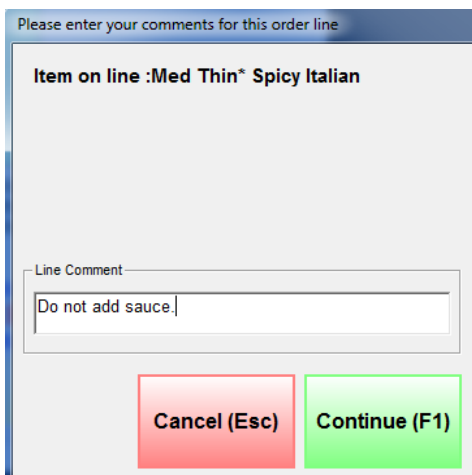 Please enter your comments for this order line
Item on line :Med Thin* Spicy Italian
Line Comment
Do not add sauce.
Cancel (Esc) Continue (F1)